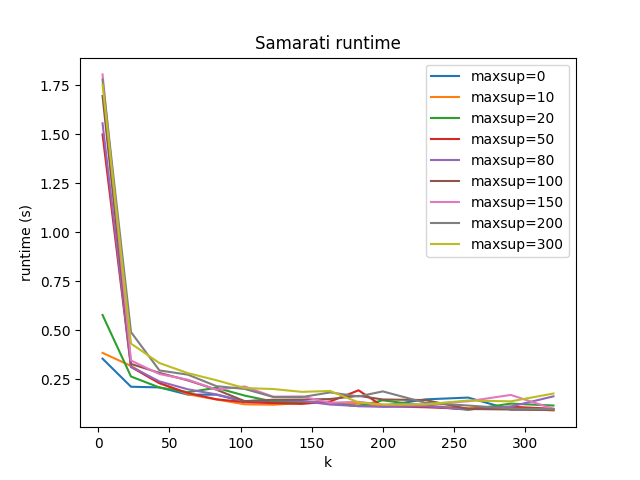 Samarati runtime
maxsup=0
maxsup=10
maxsup=20
maxsup=50
maxsup=80
maxsup=100
maxsup=150
maxsup=200
maxsup=300
runtime (s)
1.75
1.50
1.25
1.00
0.75
0.50
0.25
0 50 100 150 200 250 300
k